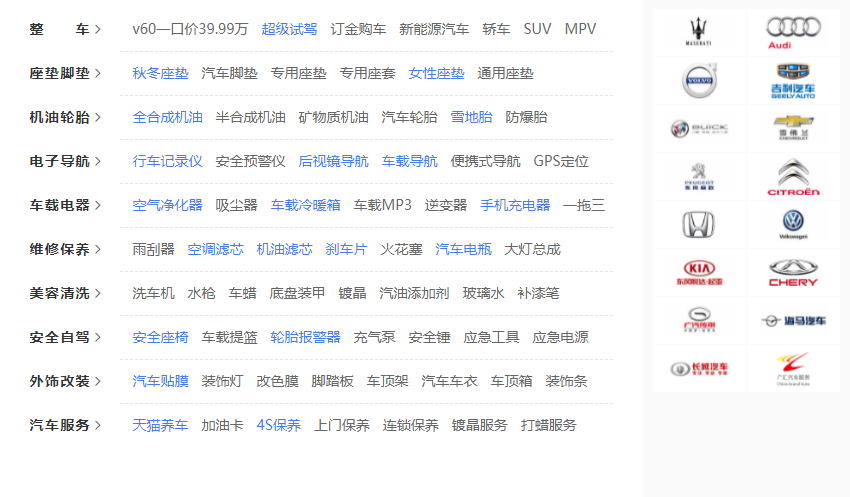 整 车 > v60一口价39.99万 超级试驾 订金购车 新能源汽车 轿车 SUV MPV
座垫脚垫 > 秋冬座垫 汽车脚垫 专用座垫 专用座套 女性座垫 通用座垫
机油轮胎 > 全合成机油 半合成机油 矿物质机油 汽车轮胎 雪地胎 防爆胎
电子导航 > 行车记录仪 安全预警仪 后视镜导航 车载导航 便携式导航 GPS定位
车载电器 > 空气净化器 吸尘器 车载冷暖箱 车载MP3 逆变器 手机充电器 一拖三
维修保养 > 雨刮器 空调滤芯 机油滤芯 刹车片 火花塞 汽车电瓶 大灯总成
美容清洗 > 洗车机 水枪 车蜡 底盘装甲 镀晶 汽油添加剂 玻璃水 补漆笔
安全自驾 > 安全座椅 车载提篮 轮胎报警器 充气泵 安全锤 应急工具 应急电源
外饰改装 > 汽车贴膜 装饰灯 改色膜 脚踏板 车顶架 汽车车衣 车顶箱 装饰条
汽车服务 > 天猫养车 加油卡 4S保养 上门保养 连锁保养 镀晶服务 打蜡服务
MASERATI
Audi
VOLVO
吉利汽车
GEELY AUTO
BUICK
雪佛兰
CHEVROLET
PEUGEOT
东风标致
CITROËN
Volkswagen
KIA
东风悦达·起亚
CHERY
广汽传祺
海马汽车
长城汽车
广汇汽车服务